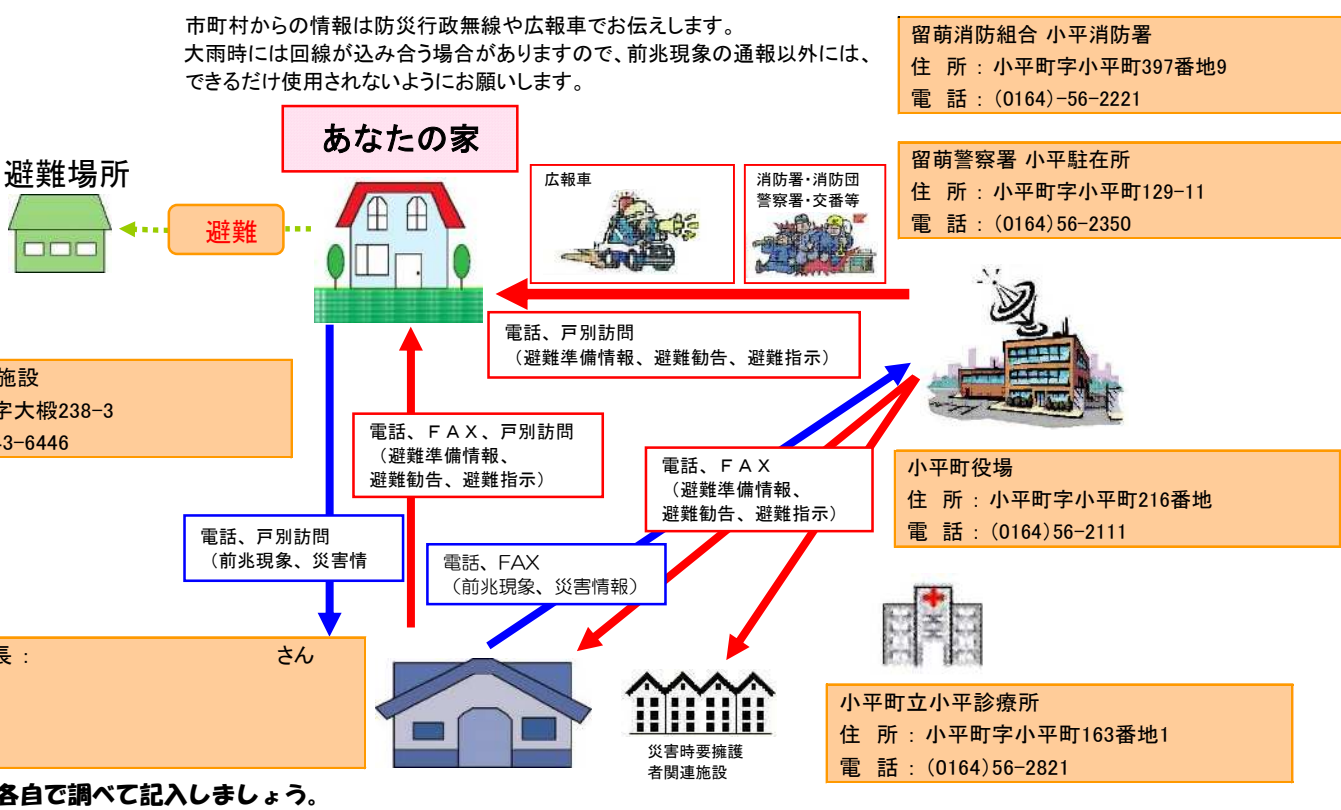 市町村からの情報は防災行政無線や広報車でお伝えします。
大雨時には回線が込み合う場合がありますので、前兆現象の通報以外には、
できるだけ使用されないようにお願いします。
留萌消防組合 小平消防署
住 所 : 小平町字小平町397番地9
電 話 : (0164)-56-2221
あなたの家
避難場所
避難
広報車
消防署・消防団
警察署・交番等
留萌警察署 小平駐在所
住 所 : 小平町字小平町129-11
電 話 : (0164)56-2350
電話、戸別訪問
(避難準備情報、避難勧告、避難指示)
施設
字大椴238-3
3-6446
電話、FAX、戸別訪問
(避難準備情報、
避難勧告、避難指示)
電話、FAX
(避難準備情報、
避難勧告、避難指示)
小平町役場
住 所 : 小平町字小平町216番地
電 話 : (0164)56-2111
電話、戸別訪問
(前兆現象、災害情
電話、FAX
(前兆現象、災害情報)
長 : さん
災害時要擁護
者関連施設
小平町立小平診療所
住 所 : 小平町字小平町163番地1
電 話 : (0164)56-2821
各自で調べて記入しましょう。